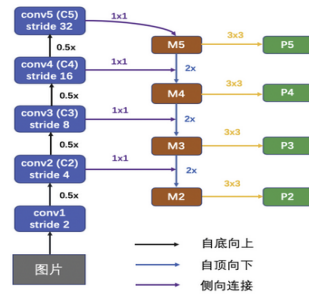 conv5 (C5)
stride 32
1x1
M5
3x3
P5
0.5x
2x
conv4 (C4)
stride 16
1x1
M4
3x3
P4
0.5x
2x
conv3 (C3)
stride 8
1x1
M3
3x3
P3
0.5x
2x
conv2 (C2)
stride 4
1x1
M2
3x3
P2
0.5x
conv1
stride 2
图片
自底向上
自顶向下
侧向连接